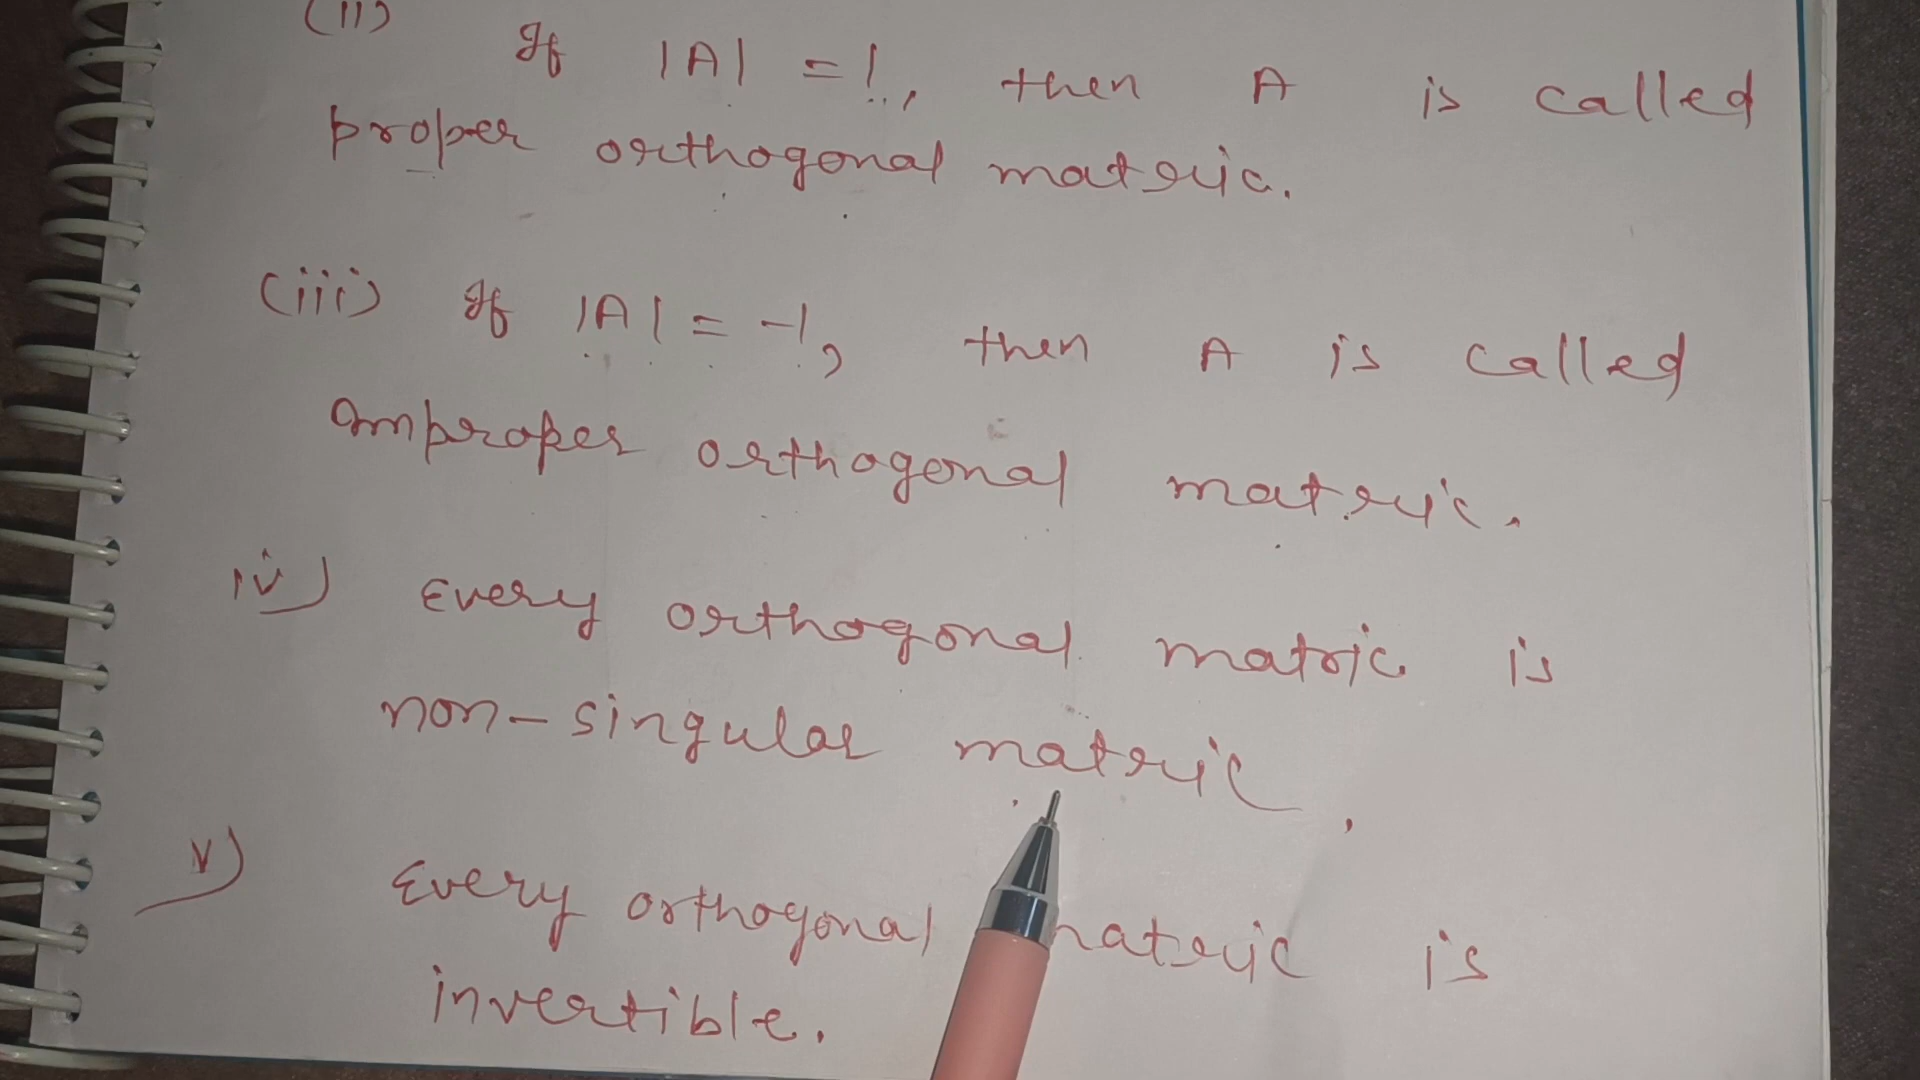 (ii) If |A| = 1, then A is called
proper orthogonal matric.
(iii) If |A| = -1, then A is called
Improper orthogonal matric.
iv) Every orthogonal matric is
non-singular matric.
v) Every orthogonal matric is
invertible.